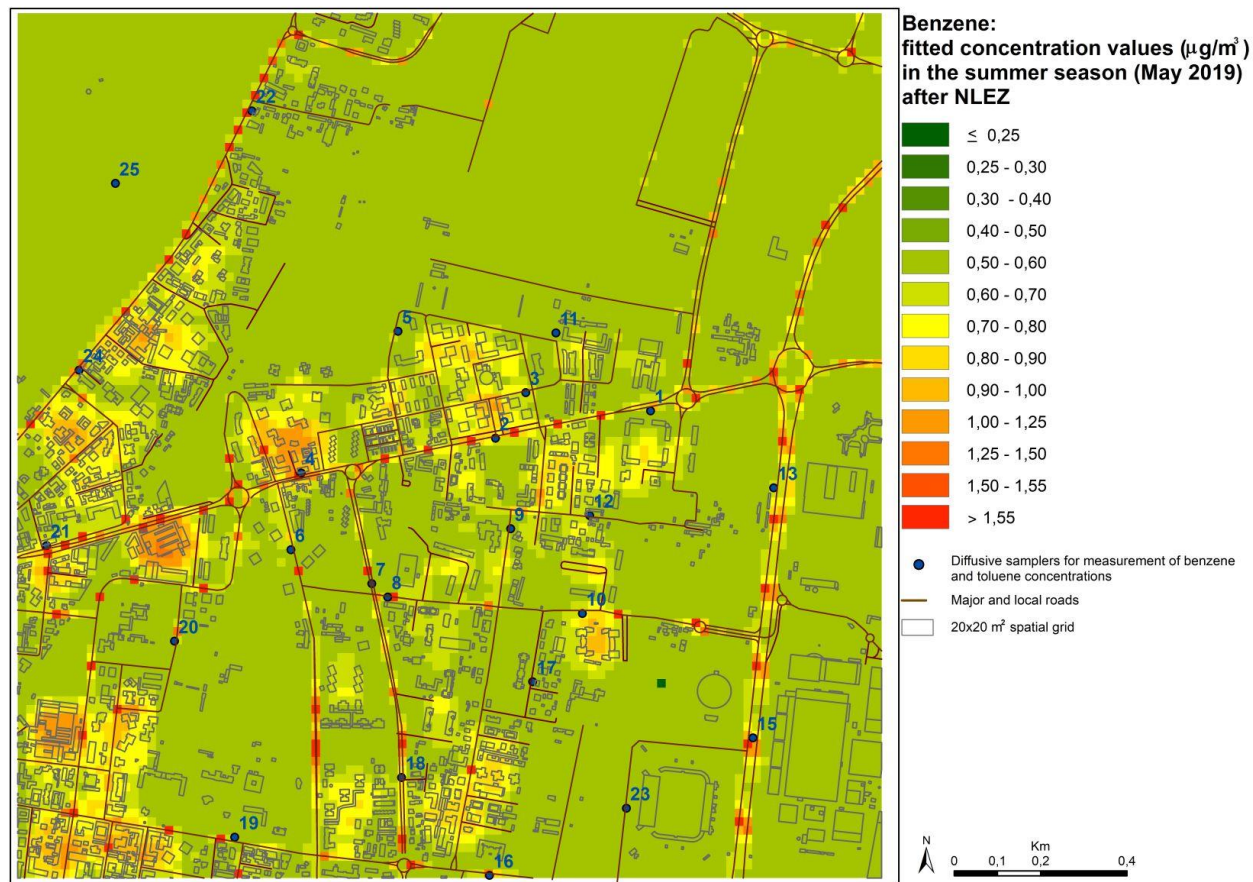 Benzene:
fitted concentration values (μg/m³)
in the summer season (May 2019)
after NLEZ
≤ 0,25
0,25 - 0,30
0,30 - 0,40
0,40 - 0,50
0,50 - 0,60
0,60 - 0,70
0,70 - 0,80
0,80 - 0,90
0,90 - 1,00
1,00 - 1,25
1,25 - 1,50
1,50 - 1,55
> 1,55
Diffusive samplers for measurement of benzene
and toluene concentrations
Major and local roads
20x20 m² spatial grid
N
Km
0 0,1 0,2 0,4
22
25
5
11
24
3
1
2
4
13
12
9
21
6
7
8
10
20
17
15
18
23
19
16